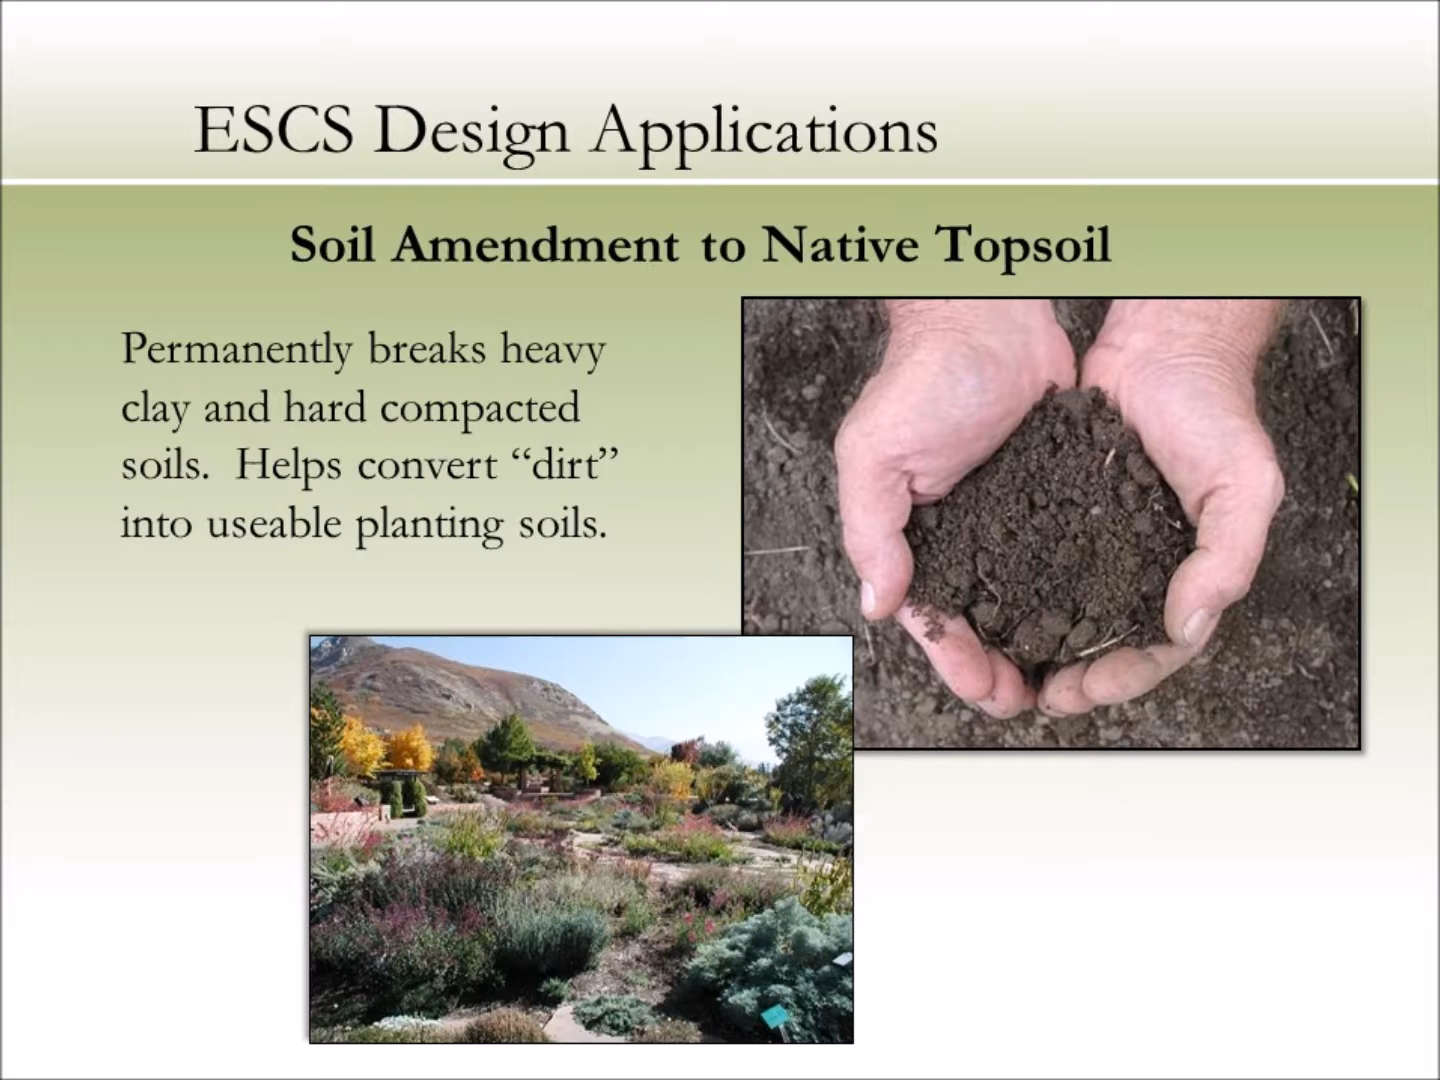 ESCS Design Applications
Soil Amendment to Native Topsoil
Permanently breaks heavy
clay and hard compacted
soils.  Helps convert “dirt”
into useable planting soils.